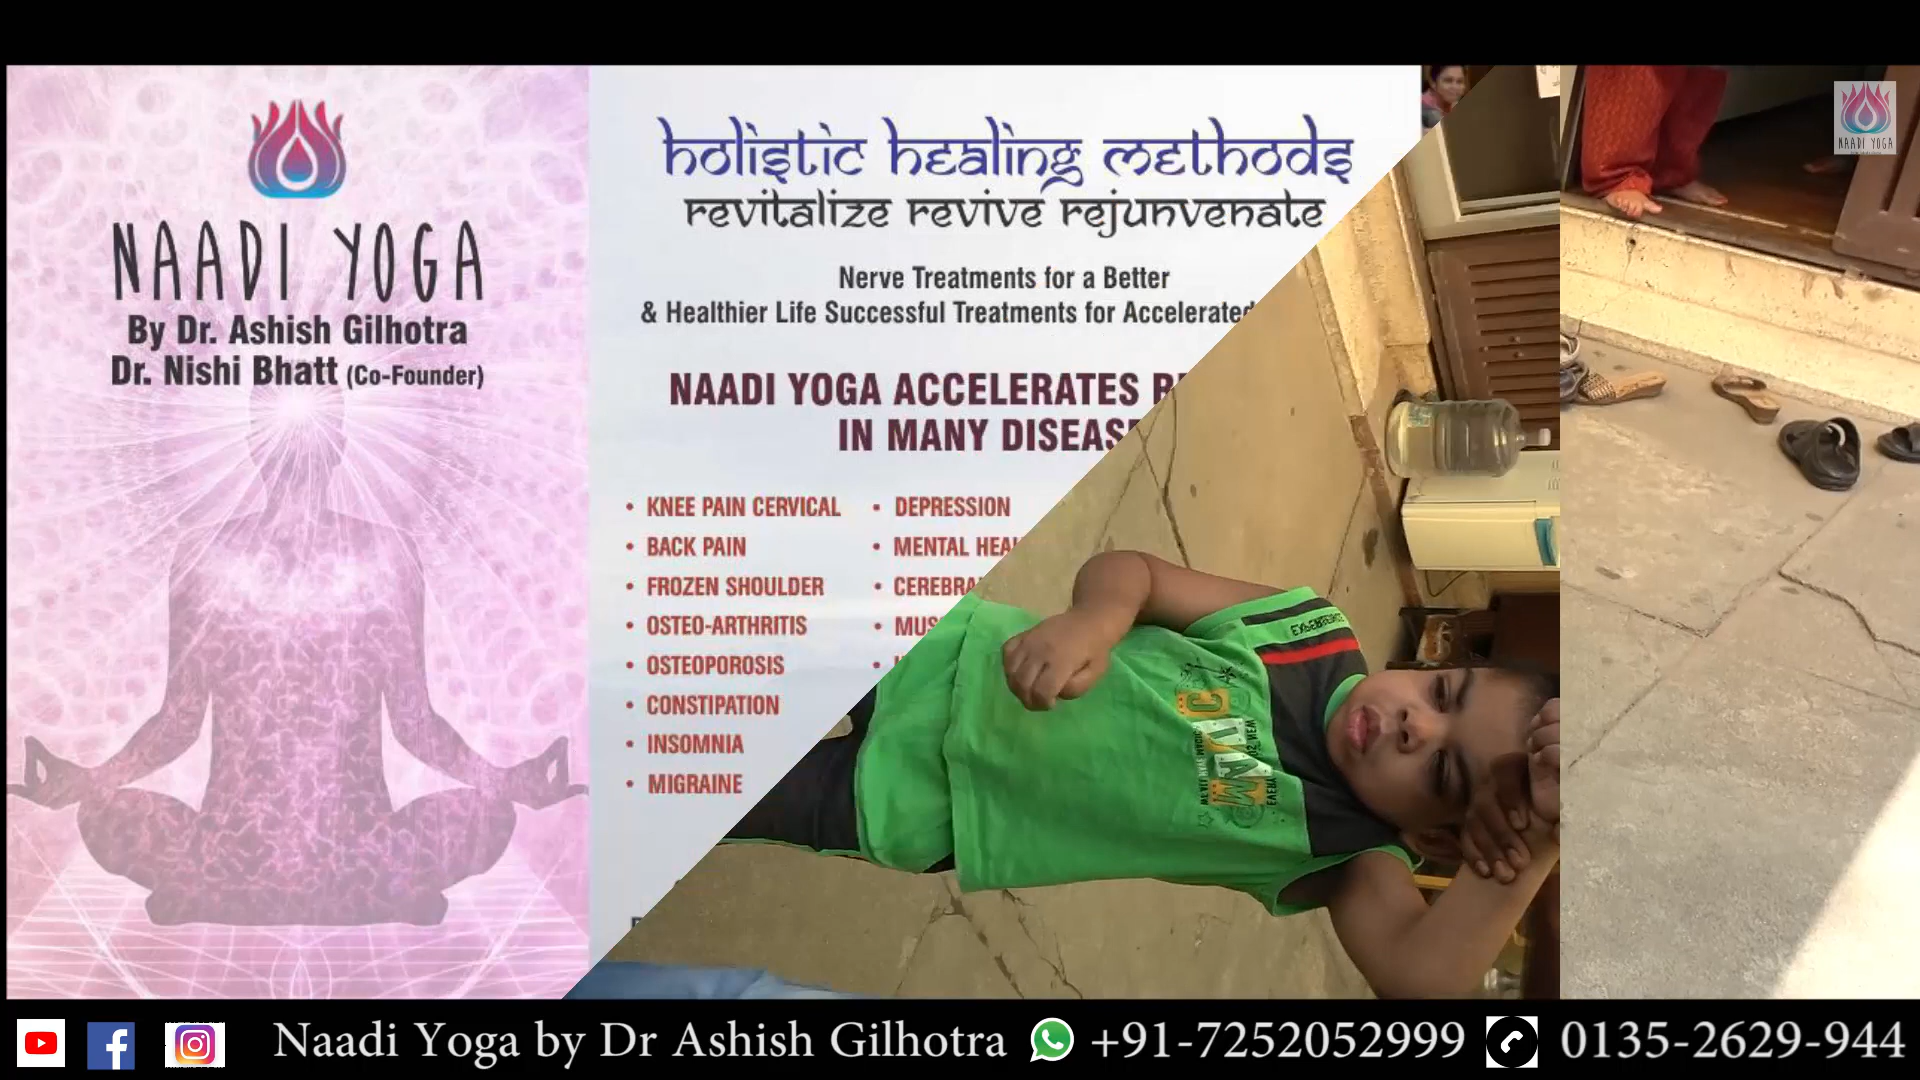 NAADI YOGA
By Dr. Ashish Gilhotra
Dr. Nishi Bhatt (Co-Founder)
holistic healing methods
revitalize revive rejunvenate
Nerve Treatments for a Better
& Healthier Life Successful Treatments for Accelerated
NAADI YOGA ACCELERATES
IN MANY
• KNEE PAIN CERVICAL
• BACK PAIN
• FROZEN SHOULDER
• OSTEO-ARTHRITIS
• OSTEOPOROSIS
• CONSTIPATION
• INSOMNIA
• MIGRAINE
• DEPRESSION
• MENTAL
NAADI YOGA
Naadi Yoga by Dr Ashish Gilhotra +91-7252052999 0135-2629-944